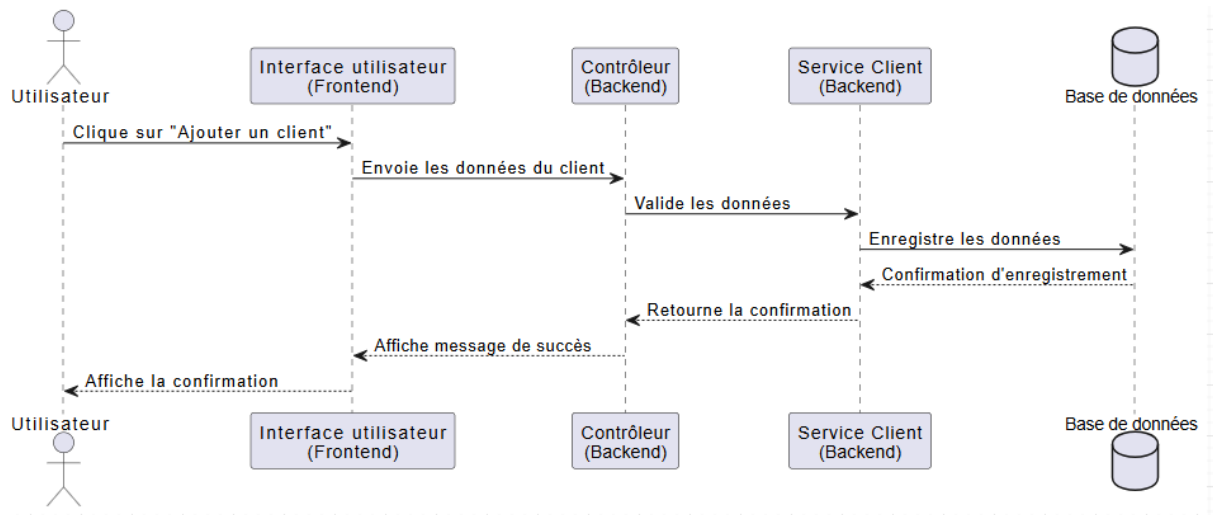 Utilisateur
Interface utilisateur
(Frontend)
Contrôleur
(Backend)
Service Client
(Backend)
Base de données
Clique sur "Ajouter un client"
Envoie les données du client
Valide les données
Enregistre les données
Confirmation d'enregistrement
Retourne la confirmation
Affiche message de succès
Affiche la confirmation
Utilisateur
Interface utilisateur
(Frontend)
Contrôleur
(Backend)
Service Client
(Backend)
Base de données